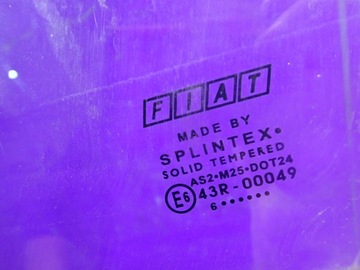 FIAT
MADE BY
SPLINTEX•
SOLID TEMPERED
AS2•M25•DOT24
E6 43R-00049
6•••••••